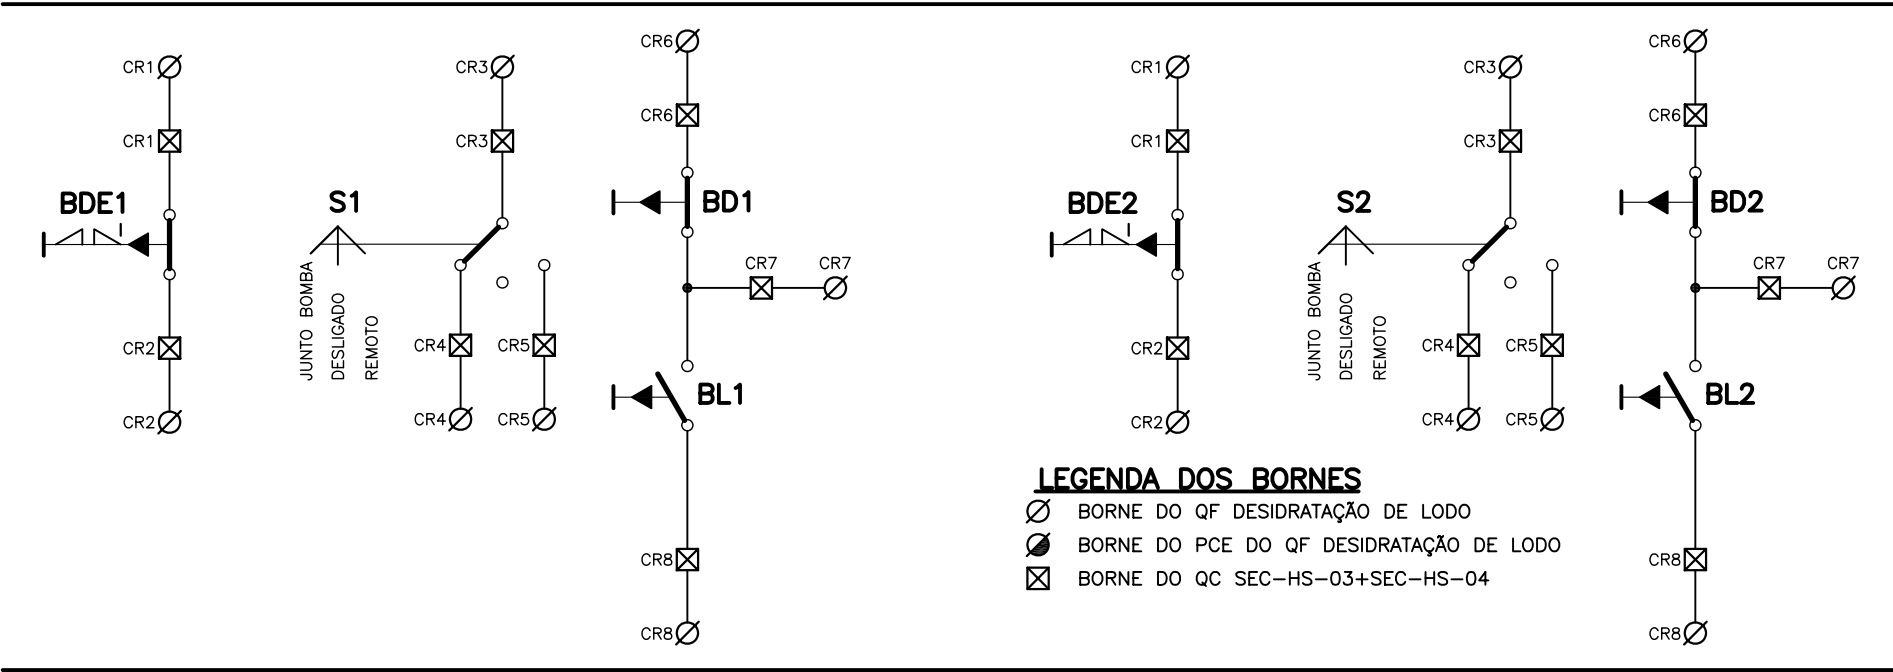 CR1
CR1
BDE1
CR2
CR2
CR3
CR3
S1
JUNTO BOMBA
DESLIGADO
REMOTO
CR4
CR5
CR4
CR5
CR6
CR6
BD1
CR7
CR7
BL1
CR8
CR8
CR1
CR1
BDE2
CR2
CR2
CR3
CR3
S2
JUNTO BOMBA
DESLIGADO
REMOTO
CR4
CR5
CR4
CR5
CR6
CR6
BD2
CR7
CR7
BL2
CR8
CR8
LEGENDA DOS BORNES
BORNE DO QF DESIDRATAÇÃO DE LODO
BORNE DO PCE DO QF DESIDRATAÇÃO DE LODO
BORNE DO QC SEC-HS-03+SEC-HS-04